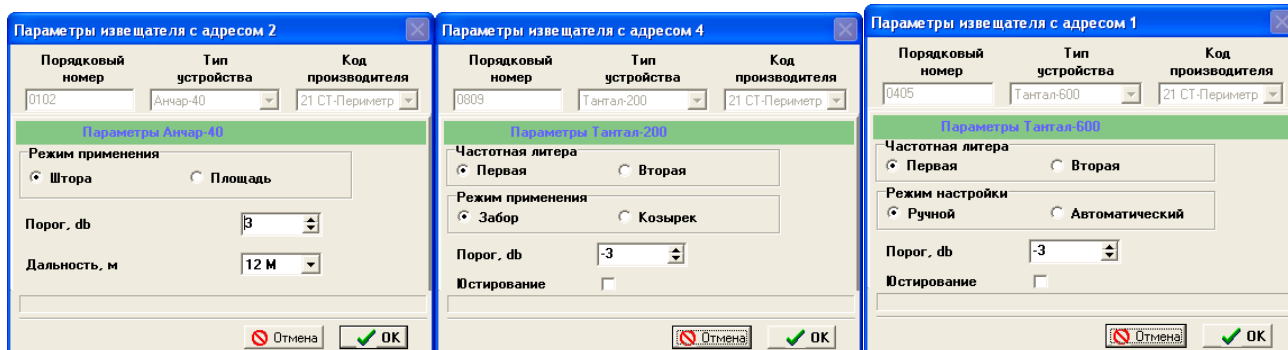 Параметры извещателя с адресом 2
Порядковый номер
Тип устройства
Код производителя
0102
Анчар-40
21 СТ-Периметр
Параметры Анчар-40
Режим применения
Штора
Площадь
Порог, db
3
Дальность, м
12 М
Отмена
OK
Параметры извещателя с адресом 4
Порядковый номер
Тип устройства
Код производителя
0809
Тантал-200
21 СТ-Периметр
Параметры Тантал-200
Частотная литера
Первая
Вторая
Режим применения
Забор
Козырек
Порог, db
-3
Юстирование
Отмена
OK
Параметры извещателя с адресом 1
Порядковый номер
Тип устройства
Код производителя
0405
Тантал-600
21 СТ-Периметр
Параметры Тантал-600
Частотная литера
Первая
Вторая
Режим настройки
Ручной
Автоматический
Порог, db
-3
Юстирование
Отмена
OK